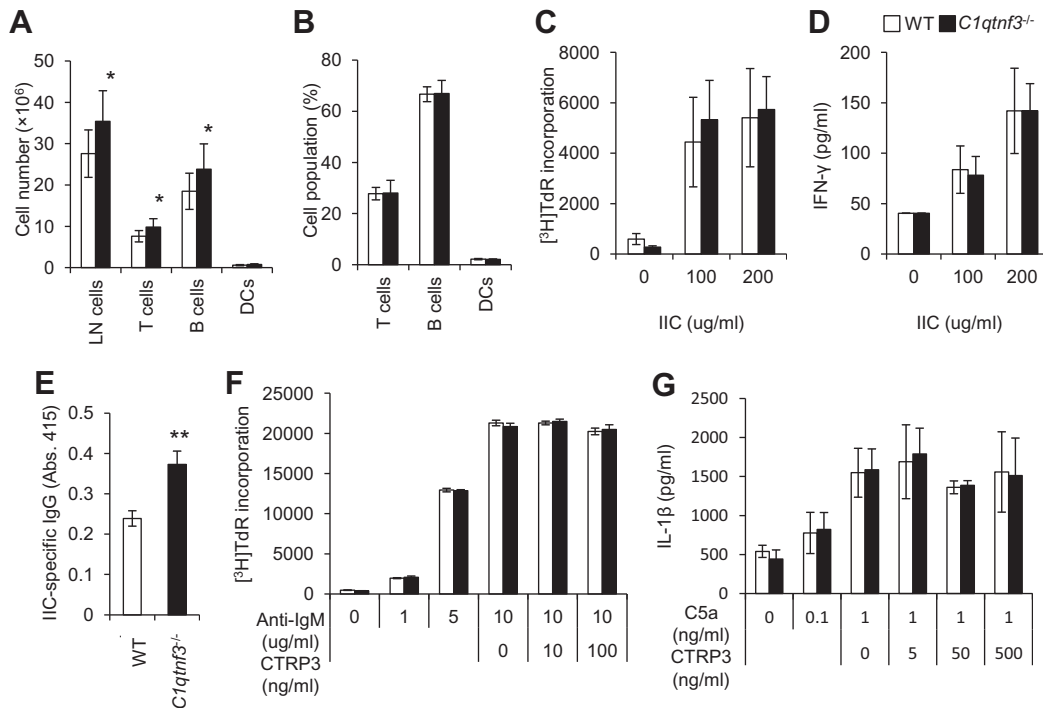 A
Cell number (×10⁶)
50
40
30
20
10
0
*
*
*
LN cells
T cells
B cells
DCs
B
Cell population (%)
80
60
40
20
0
T cells
B cells
DCs
C
[³H]TdR incorporation
8000
6000
4000
2000
0
0 100 200
IIC (ug/ml)
D
WT C1qtnf3-/-
IFN-γ (pg/ml)
200
150
100
50
0
0 100 200
IIC (ug/ml)
E
IIC-specific IgG (Abs. 415)
0.5
0.4
0.3
0.2
0.1
0
**
WT
C1qtnf3-/-
F
[³H]TdR incorporation
25000
20000
15000
10000
5000
0
Anti-IgM 0 1 5 10 10 10
(ug/ml)
CTRP3 0 10 100
(ng/ml)
G
IL-1β (pg/ml)
2500
2000
1500
1000
500
0
C5a 0 0.1 1 1 1 1
(ng/ml)
CTRP3 0 5 50 500
(ng/ml)